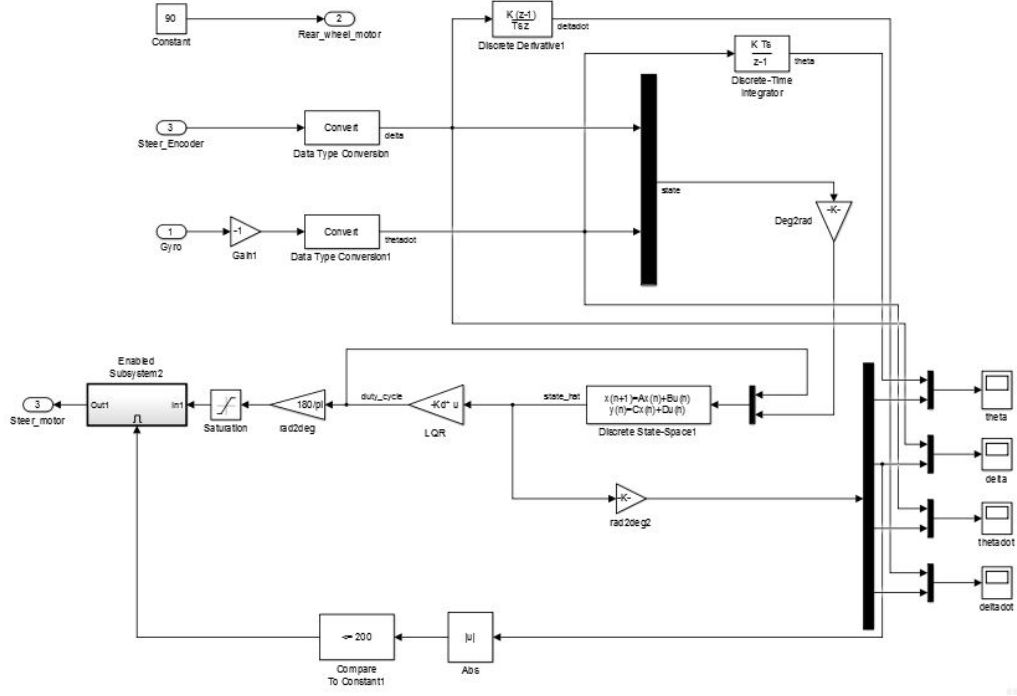 90
Constant
2
Rear_wheel_motor
K (z-1)
Ts z
deltadot
Discrete Derivative1
K Ts
z-1
theta
Discrete-Time
Integrator
3
Steer_Encoder
Convert
delta
Data Type Conversion
state
-K-
Deg2rad
1
Gyro
-1
Gain1
Convert
thetadot
Data Type Conversion1
Enabled
Subsystem2
Out1
In1
3
Steer_motor
Saturation
180/pi
rad2deg
duty_cycle
-Kd* u
LQR
state_hat
x(n+1)=Ax(n)+Bu(n)
y(n)=Cx(n)+Du(n)
Discrete State-Space1
theta
delta
-K-
rad2deg2
thetadot
deltadot
<= 200
Compare
To Constant1
|u|
Abs